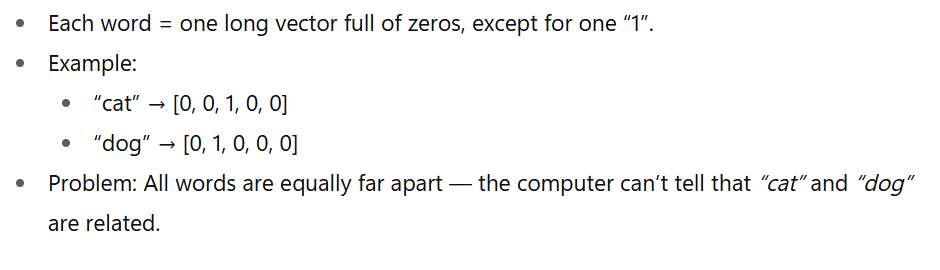 • Each word = one long vector full of zeros, except for one “1”.
• Example:
• “cat” → [0, 0, 1, 0, 0]
• “dog” → [0, 1, 0, 0, 0]
• Problem: All words are equally far apart — the computer can’t tell that “cat” and “dog”
are related.